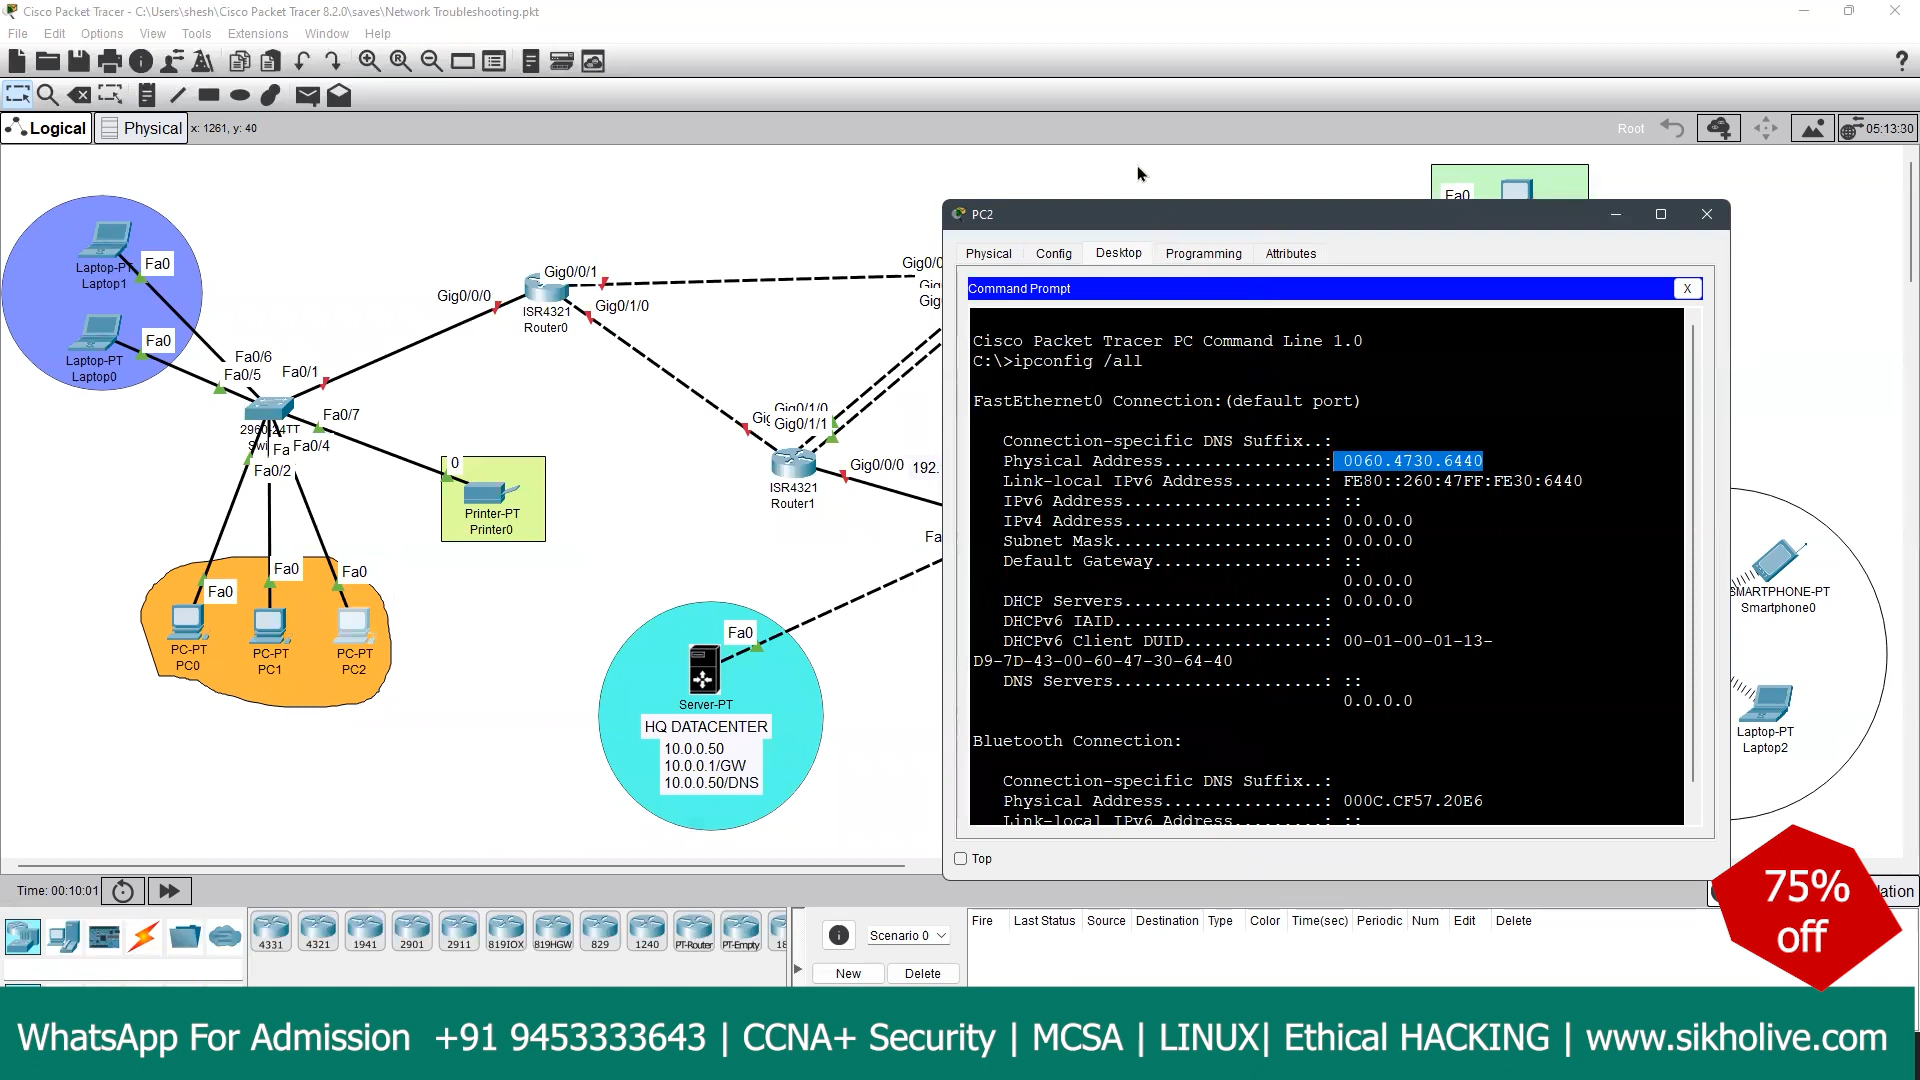 Cisco Packet Tracer - C:\Users\shesh\Cisco Packet Tracer 8.2.0\saves\Network Troubleshooting.pkt
File Edit Options View Tools Extensions Window Help
?
Logical Physical x: 1261, y: 40
Root 05:13:30
Fa0
Laptop-PT
Laptop1
Fa0
Laptop-PT
Laptop0
Fa0
Fa0/6
Fa0/5
Fa0/1
Fa0/7
Fa0/4
Fa0/2
2960-24TT
Gig0/0/0
Gig0/0/1
Gig0/1/0
ISR4321
Router0
0
Printer-PT
Printer0
Gig0/1/0
Gig0/1/1
Gig0/0/0 192.
ISR4321
Router1
Fa0
Fa0
Fa0
PC-PT
PC0
PC-PT
PC1
PC-PT
PC2
Fa0
Server-PT
HQ DATACENTER
10.0.0.50
10.0.0.1/GW
10.0.0.50/DNS
SMARTPHONE-PT
Smartphone0
Laptop-PT
Laptop2
PC2
Physical Config Desktop Programming Attributes
Command Prompt X
Cisco Packet Tracer PC Command Line 1.0
C:\>ipconfig /all
FastEthernet0 Connection:(default port)
Connection-specific DNS Suffix..:
Physical Address................: 0060.4730.6440
Link-local IPv6 Address.........: FE80::260:47FF:FE30:6440
IPv6 Address....................: ::
IPv4 Address....................: 0.0.0.0
Subnet Mask.....................: 0.0.0.0
Default Gateway.................: ::
0.0.0.0
DHCP Servers....................: 0.0.0.0
DHCPv6 IAID.....................:
DHCPv6 Client DUID..............: 00-01-00-01-13-
D9-7D-43-00-60-47-30-64-40
DNS Servers.....................: ::
0.0.0.0
Bluetooth Connection:
Connection-specific DNS Suffix..:
Physical Address................: 000C.CF57.20E6
Link-local IPv6 Address.........: ::
Top
Time: 00:10:01
4331 4321 1941 2901 2911 819IOX 819HGW 829 1240 PT-Router PT-Empty
Scenario 0
New Delete
Fire Last Status Source Destination Type Color Time(sec) Periodic Num Edit Delete
75%
off
WhatsApp For Admission +91 9453333643 | CCNA+ Security | MCSA | LINUX| Ethical HACKING | www.sikholive.com